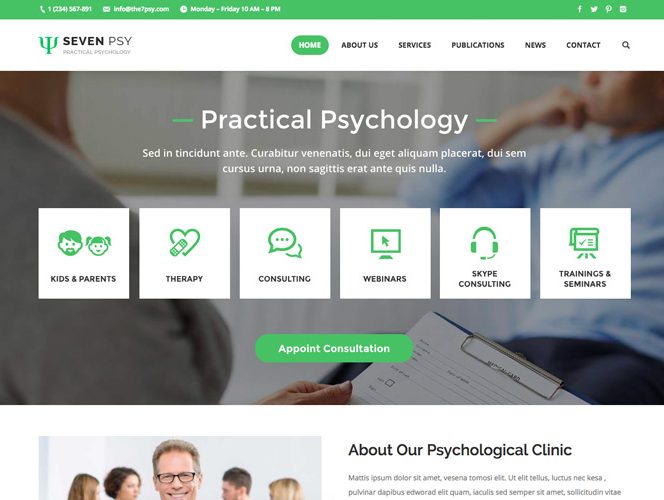 1 (234) 567-891 info@the7psy.com Monday – Friday 10 AM – 8 PM
SEVEN PSY
PRACTICAL PSYCHOLOGY
HOME ABOUT US SERVICES PUBLICATIONS NEWS CONTACT
Practical Psychology
Sed in tincidunt ante. Curabitur venenatis, dui eget aliquam placerat, dui sem
cursus urna, non sagittis erat ante quis nulla.
KIDS & PARENTS
THERAPY
CONSULTING
WEBINARS
SKYPE
CONSULTING
TRAININGS &
SEMINARS
Appoint Consultation
MEDICAL CARD
About Our Psychological Clinic
Mattis ipsum dolor sit amet, vesena tomosi elit. Ut elit tellus, luctus nec kesa ,
pulvinar dapibus edworad elit quam, iaculis sed semper sit amet, sollicitudin vitae